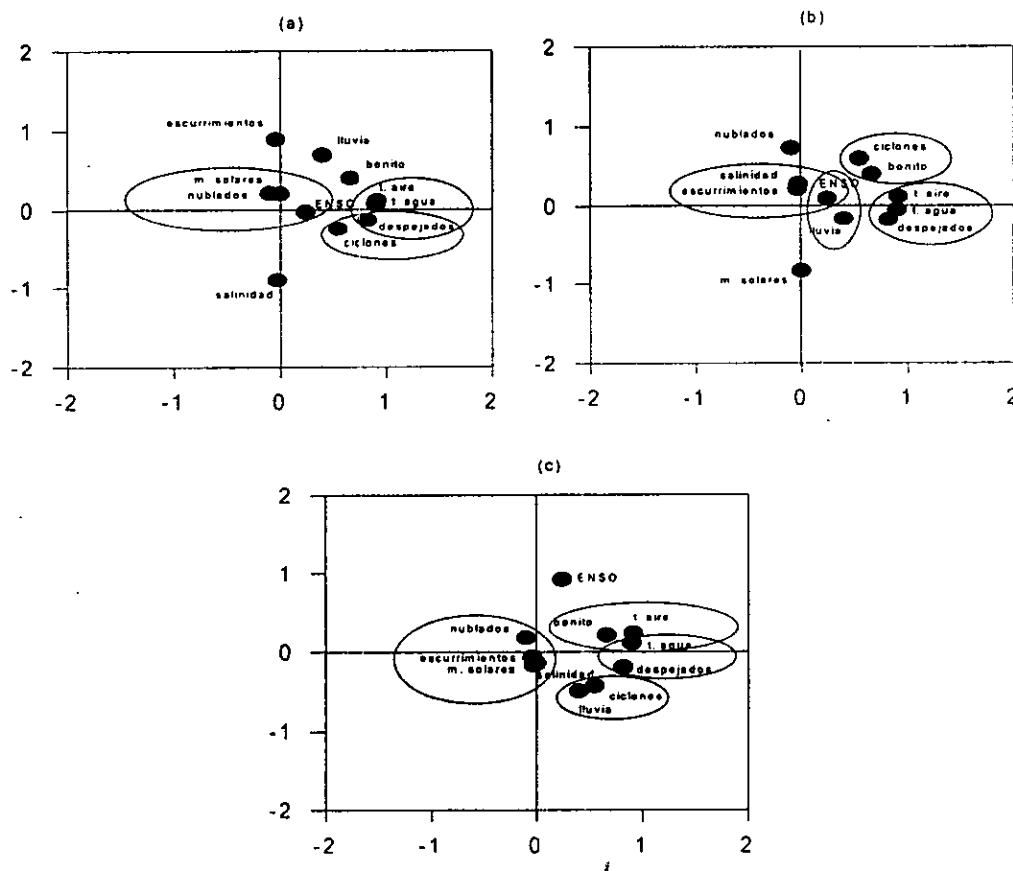 (a)
2
1
0
-1
-2
-2
-1
0
1
2
escurrimientos
lluvia
bonito
m. solares
t. aire
nublados
ENSO
t. agua
despejados
ciclones
salinidad
(b)
2
1
0
-1
-2
-2
-1
0
1
2
nublados
ciclones
bonito
salinidad
ENSO
escurrimientos
t. aire
t. agua
lluvia
despejados
m. solares
(c)
2
1
0
-1
-2
-2
-1
0
1
2
ENSO
bonito
t. aire
nublados
t. agua
escurrimientos
m. solares
salinidad
despejados
ciclones
lluvia